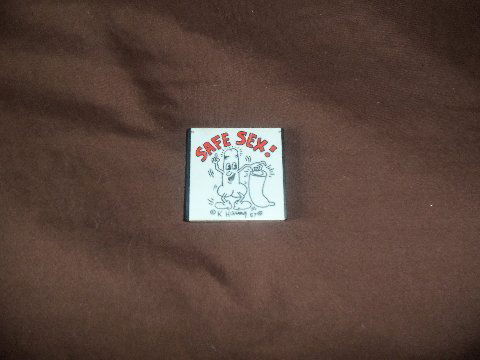 SAFE SEX!
© K. Haring 87 ⊕